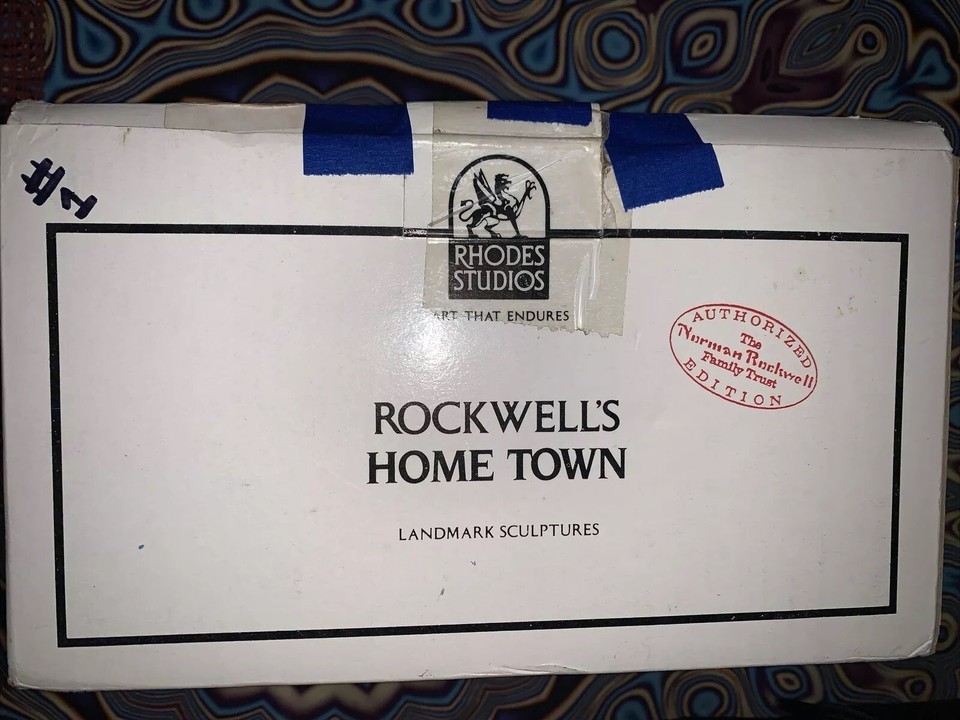 #1
RHODES
STUDIOS
ART THAT ENDURES
AUTHORIZED
The
Norman Rockwell
Family Trust
EDITION
ROCKWELL'S
HOME TOWN
LANDMARK SCULPTURES